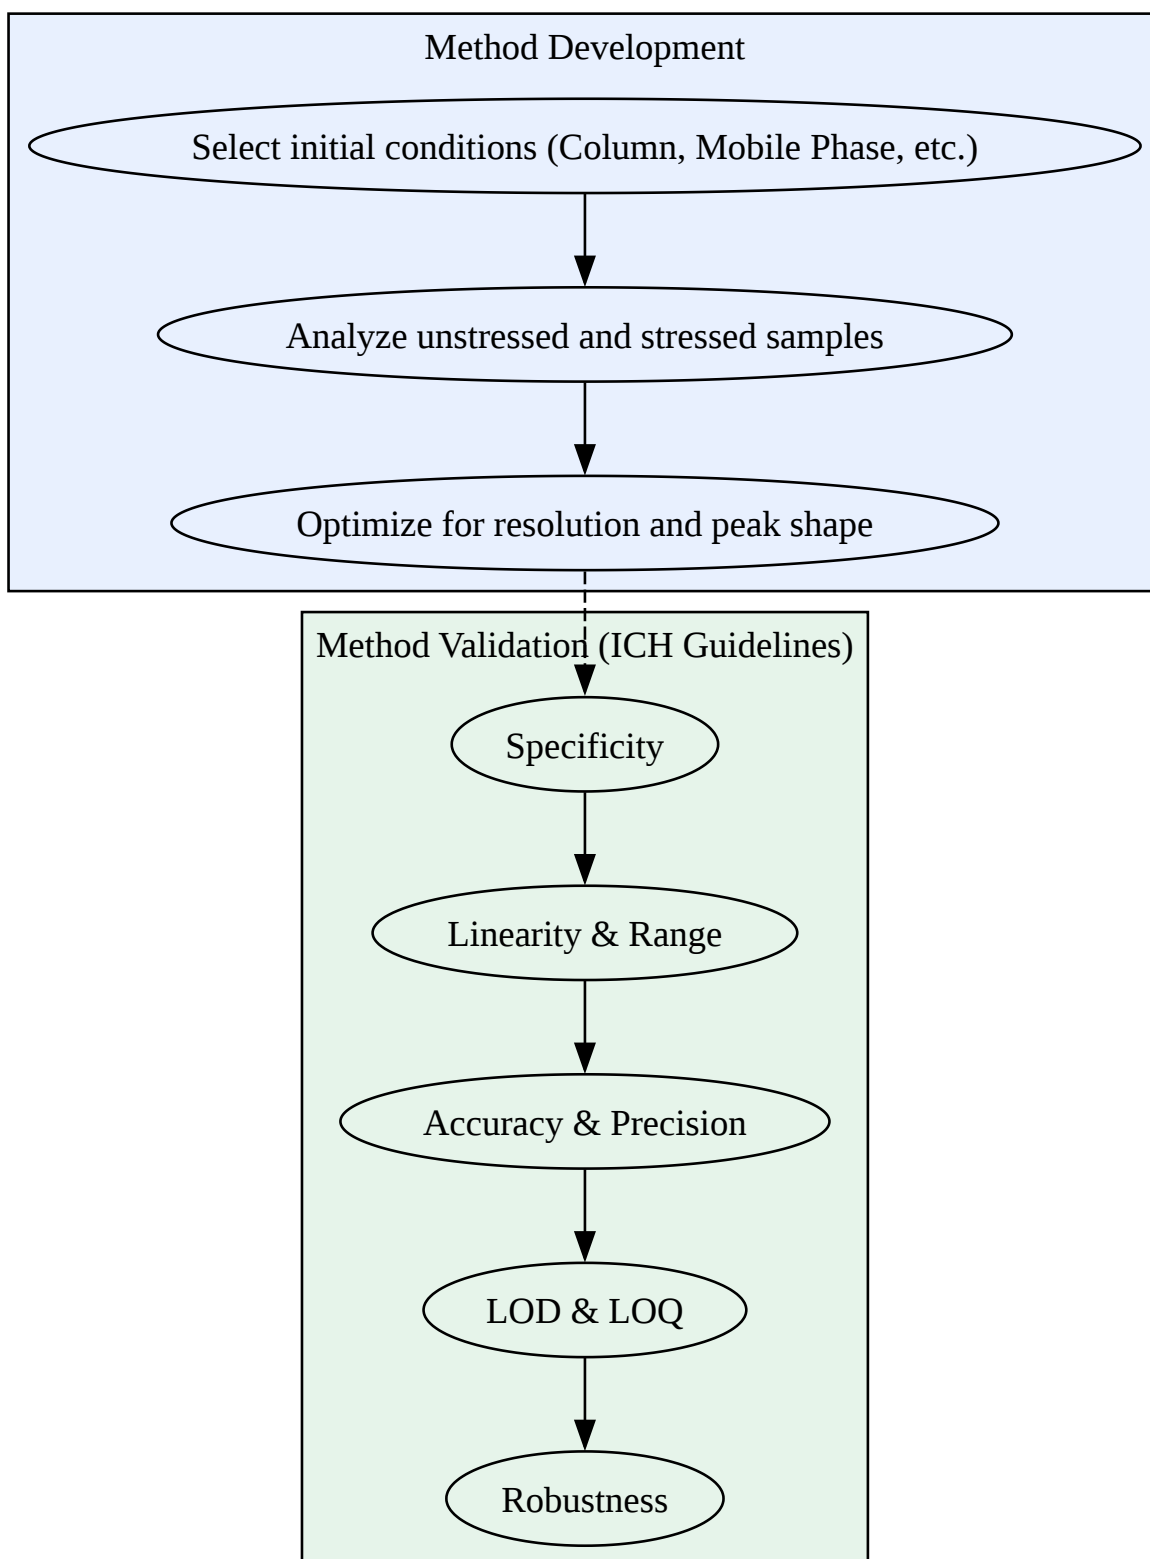 Method Development
Select initial conditions (Column, Mobile Phase, etc.)
Analyze unstressed and stressed samples
Optimize for resolution and peak shape
Method Validation (ICH Guidelines)
Specificity
Linearity & Range
Accuracy & Precision
LOD & LOQ
Robustness